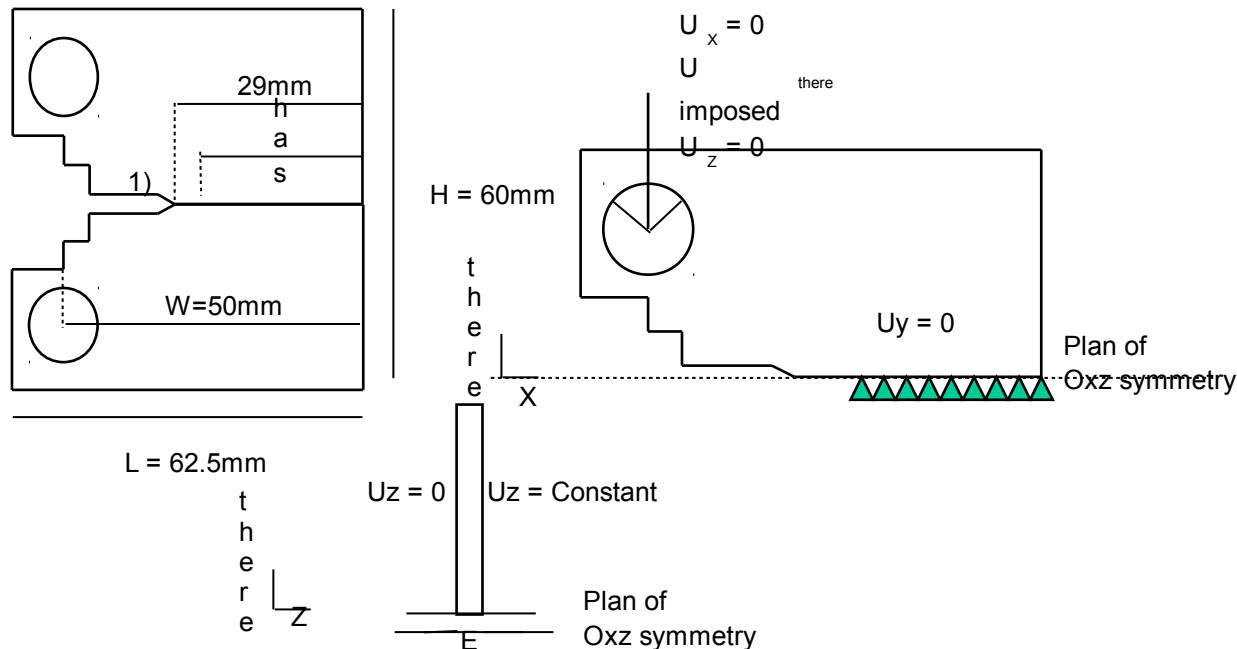 29mm
h
a
s
1)
W=50mm
H = 60mm
L = 62.5mm
U X = 0
U there
imposed
U Z = 0
t
h
e
r
e
X
Uy = 0
Plan of
Oxz symmetry
Uz = 0
Uz = Constant
t
h
e
r
e
Z
Plan of
Oxz symmetry
E